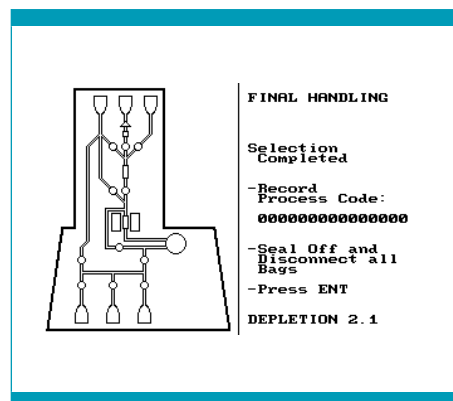 FINAL HANDLING
Selection
Completed
-Record
Process Code:
000000000000000
-Seal Off and
Disconnect all
Bags
-Press ENT
DEPLETION 2.1